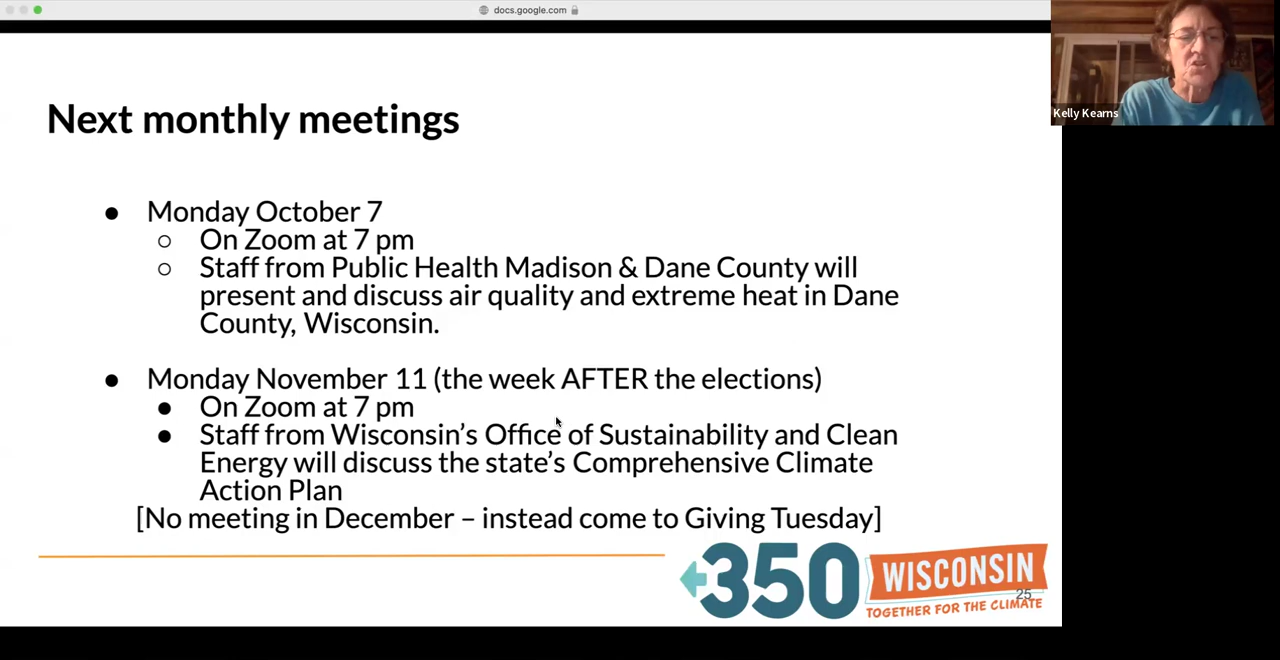 docs.google.com
Kelly Kearns
Next monthly meetings
● Monday October 7
○ On Zoom at 7 pm
○ Staff from Public Health Madison & Dane County will
present and discuss air quality and extreme heat in Dane
County, Wisconsin.
● Monday November 11 (the week AFTER the elections)
● On Zoom at 7 pm
● Staff from Wisconsin’s Office of Sustainability and Clean
Energy will discuss the state’s Comprehensive Climate
Action Plan
[No meeting in December – instead come to Giving Tuesday]
350 WISCONSIN
25
TOGETHER FOR THE CLIMATE